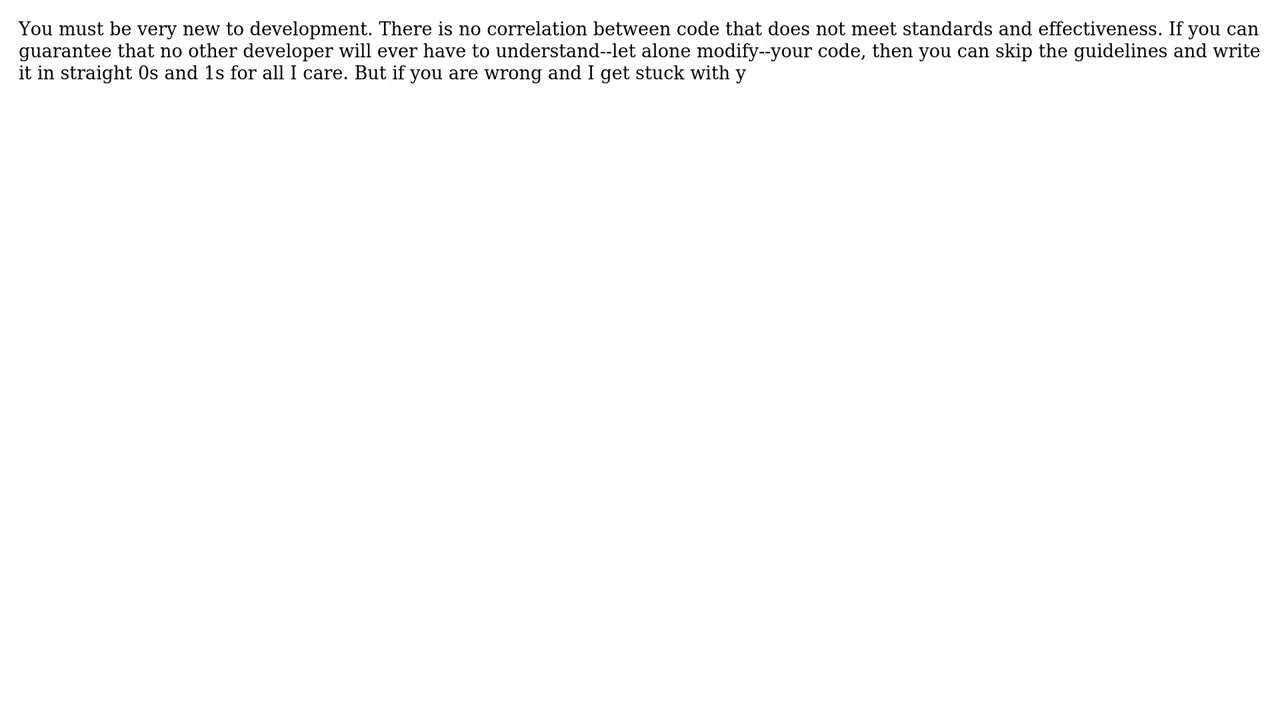 You must be very new to development. There is no correlation between code that does not meet standards and effectiveness. If you can
guarantee that no other developer will ever have to understand--let alone modify--your code, then you can skip the guidelines and write
it in straight 0s and 1s for all I care. But if you are wrong and I get stuck with y